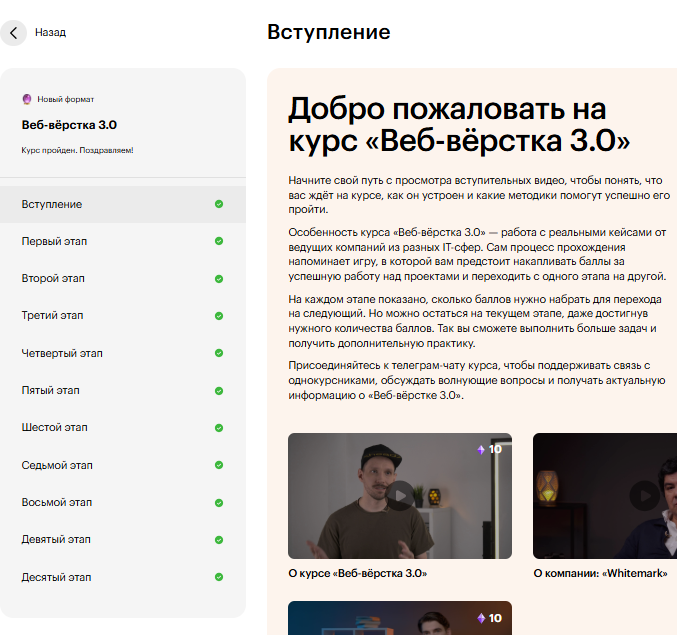 Назад
Вступление
Новый формат
Веб-вёрстка 3.0
Курс пройден. Поздравляем!
Вступление
Первый этап
Второй этап
Третий этап
Четвертый этап
Пятый этап
Шестой этап
Седьмой этап
Восьмой этап
Девятый этап
Десятый этап
Добро пожаловать на
курс «Веб-вёрстка 3.0»
Начните свой путь с просмотра вступительных видео, чтобы понять, что
вас ждёт на курсе, как он устроен и какие методики помогут успешно его
пройти.
Особенность курса «Веб-вёрстка 3.0» — работа с реальными кейсами от
ведущих компаний из разных IT-сфер. Сам процесс прохождения
напоминает игру, в которой вам предстоит накапливать баллы за
успешную работу над проектами и переходить с одного этапа на другой.
На каждом этапе показано, сколько баллов нужно набрать для перехода
на следующий. Но можно остаться на текущем этапе, даже достигнув
нужного количества баллов. Так вы сможете выполнить больше задач и
получить дополнительную практику.
Присоединяйтесь к телеграм-чату курса, чтобы поддерживать связь с
однокурсниками, обсуждать волнующие вопросы и получать актуальную
информацию о «Веб-вёрстке 3.0».
10
О курсе «Веб-вёрстка 3.0»
О компании: «Whitemark»
10